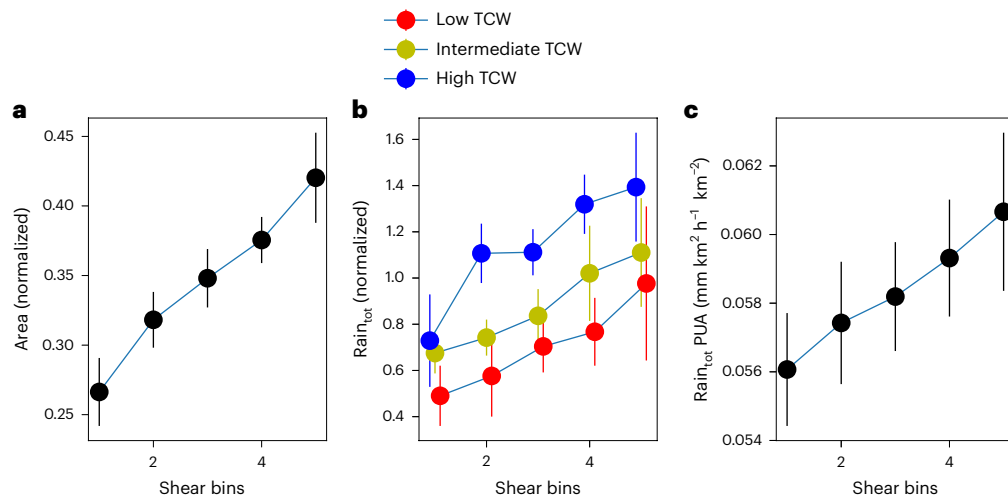 Low TCW
Intermediate TCW
High TCW
a
b
c
Area (normalized)
0.45
0.40
0.35
0.30
0.25
2
4
Shear bins
Rain_tot (normalized)
1.6
1.4
1.2
1.0
0.8
0.6
0.4
2
4
Shear bins
Rain_tot PUA (mm km² h⁻¹ km⁻²)
0.062
0.060
0.058
0.056
0.054
2
4
Shear bins